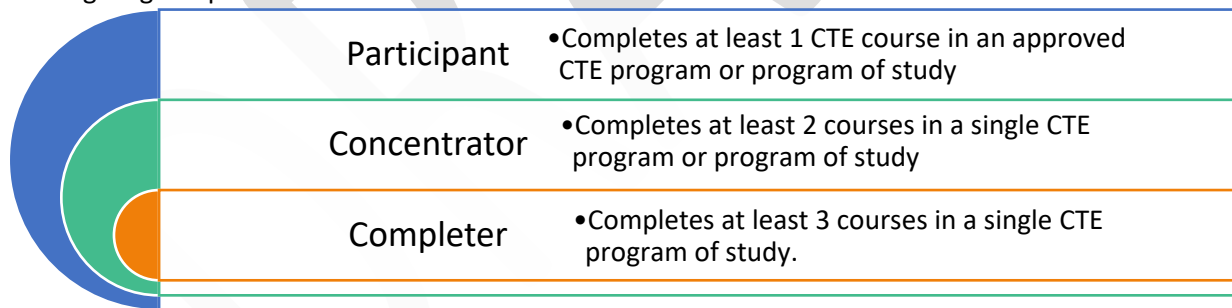 Participant
•Completes at least 1 CTE course in an approved
CTE program or program of study
Concentrator
•Completes at least 2 courses in a single CTE
program or program of study
Completer
•Completes at least 3 courses in a single CTE
program of study.